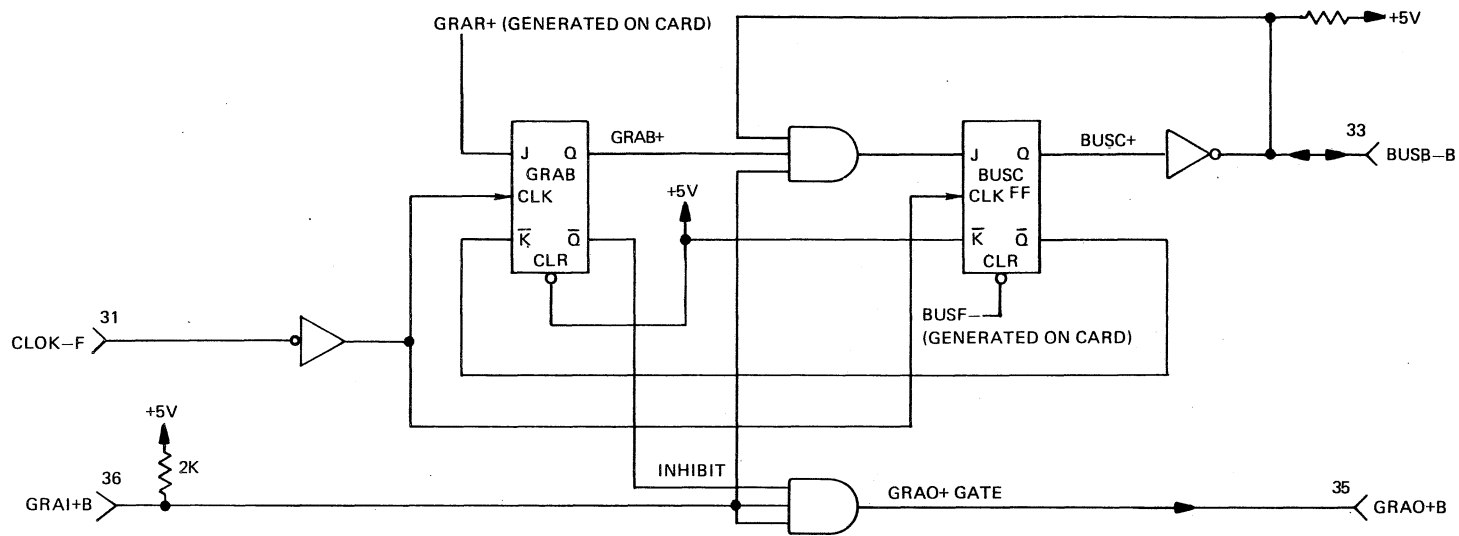 GRAR+ (GENERATED ON CARD)
+5V
J Q
GRAB
CLK
K̅ Q̅
CLR
GRAB+
+5V
J Q
BUSC
CLK FF
K̅ Q̅
CLR
BUSC+
33
BUSB–B
BUSF–
(GENERATED ON CARD)
31
CLOK–F
+5V
2K
36
GRAI+B
INHIBIT
GRAO+ GATE
35
GRAO+B